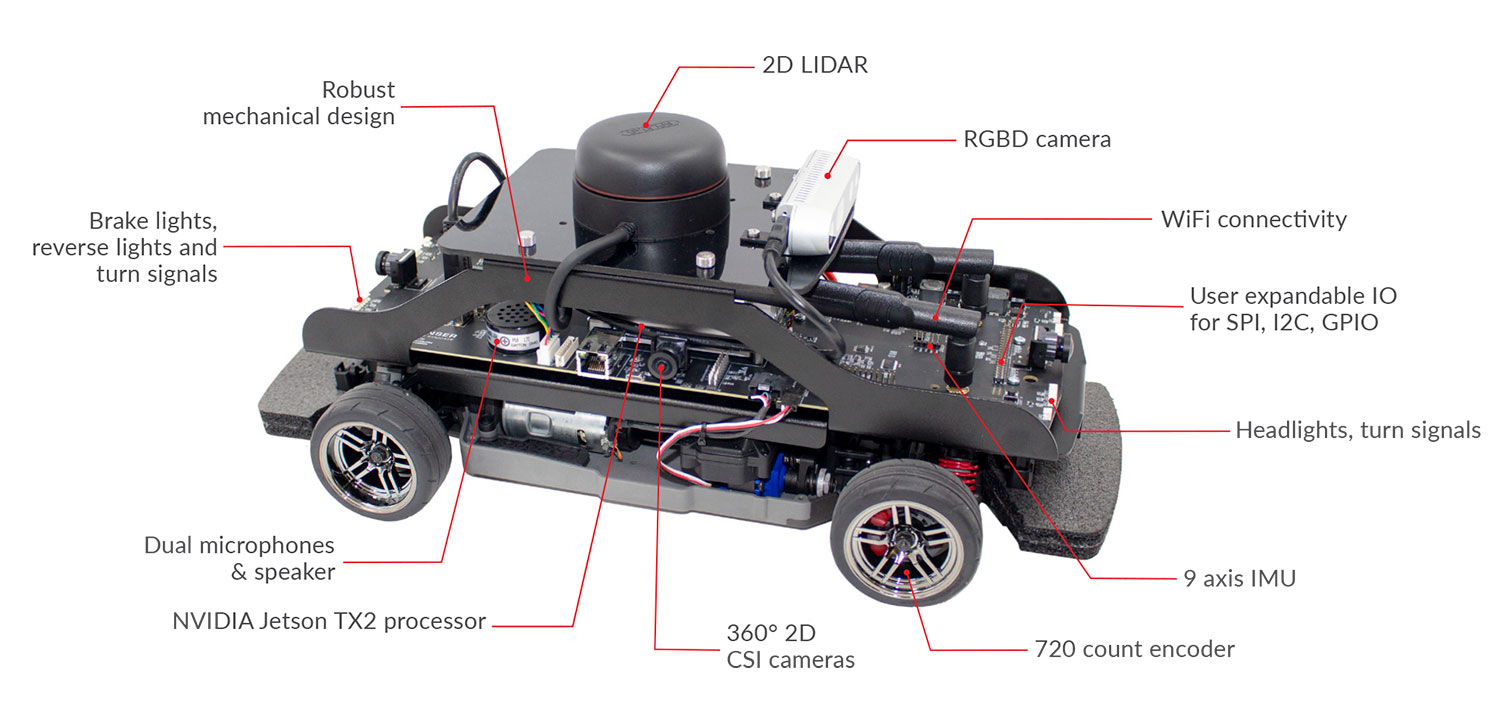 2D LIDAR
Robust
mechanical design
RGBD camera
Brake lights,
reverse lights and
turn signals
WiFi connectivity
User expandable IO
for SPI, I2C, GPIO
Headlights, turn signals
Dual microphones
& speaker
9 axis IMU
NVIDIA Jetson TX2 processor
360° 2D
CSI cameras
720 count encoder